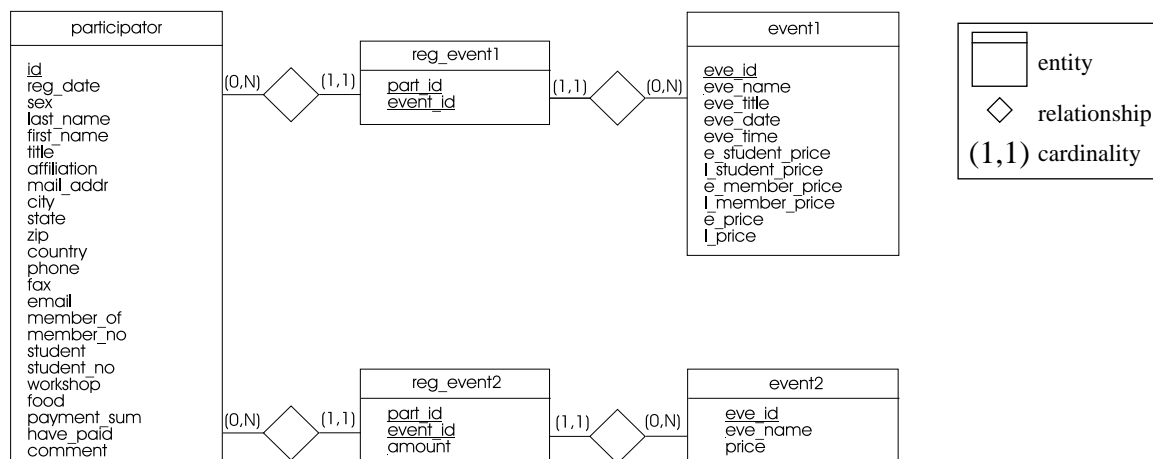 participator
id
reg_date
sex
last_name
first_name
title
affiliation
mail_addr
city
state
zip
country
phone
fax
email
member_of
member_no
student
student_no
workshop
food
payment_sum
have_paid
comment
(0,N)
(1,1)
reg_event1
part_id
event_id
(1,1)
(0,N)
event1
eve_id
eve_name
eve_title
eve_date
eve_time
e_student_price
l_student_price
e_member_price
l_member_price
e_price
l_price
(0,N)
(1,1)
reg_event2
part_id
event_id
amount
(1,1)
(0,N)
event2
eve_id
eve_name
price
entity
relationship
(1,1) cardinality